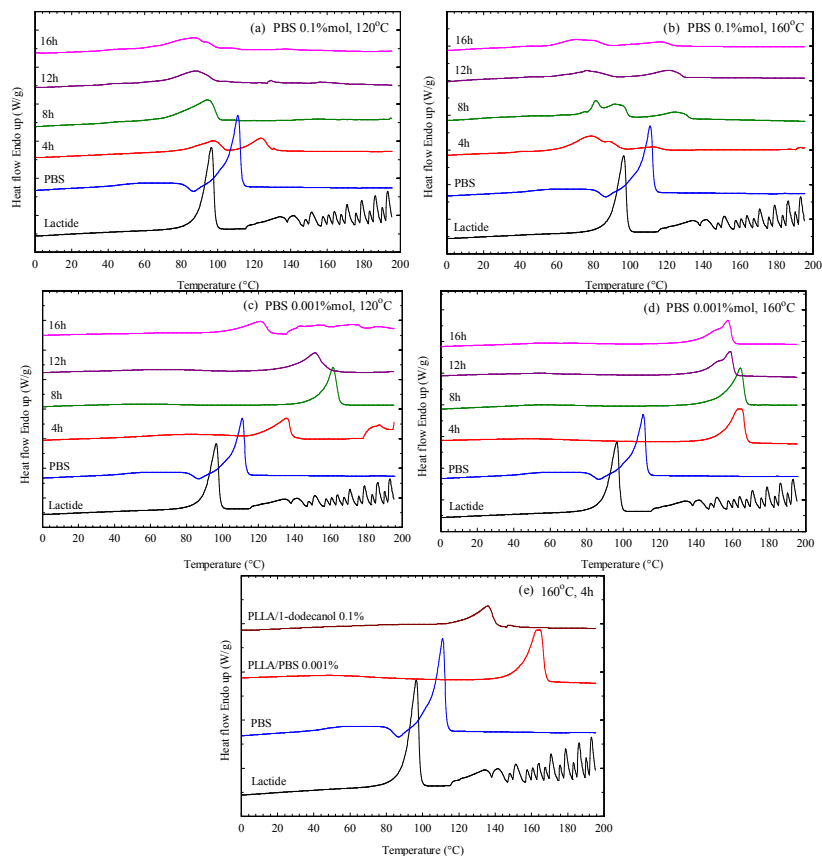 (a) PBS 0.1%mol, 120°C
16h
12h
8h
4h
PBS
Lactide
Heat flow Endo up (W/g)
0 20 40 60 80 100 120 140 160 180 200
Temperature (°C)
(b) PBS 0.1%mol, 160°C
16h
12h
8h
4h
PBS
Lactide
Heat flow Endo up (W/g)
0 20 40 60 80 100 120 140 160 180 200
Temperature (°C)
(c) PBS 0.001%mol, 120°C
16h
12h
8h
4h
PBS
Lactide
Heat flow Endo up (W/g)
0 20 40 60 80 100 120 140 160 180 200
Temperature (°C)
(d) PBS 0.001%mol, 160°C
16h
12h
8h
4h
PBS
Lactide
Heat flow Endo up (W/g)
0 20 40 60 80 100 120 140 160 180 200
Temperature (°C)
(e) 160°C, 4h
PLLA/1-dodecanol 0.1%
PLLA/PBS 0.001%
PBS
Lactide
Heat flow Endo up (W/g)
0 20 40 60 80 100 120 140 160 180 200
Temperature (°C)